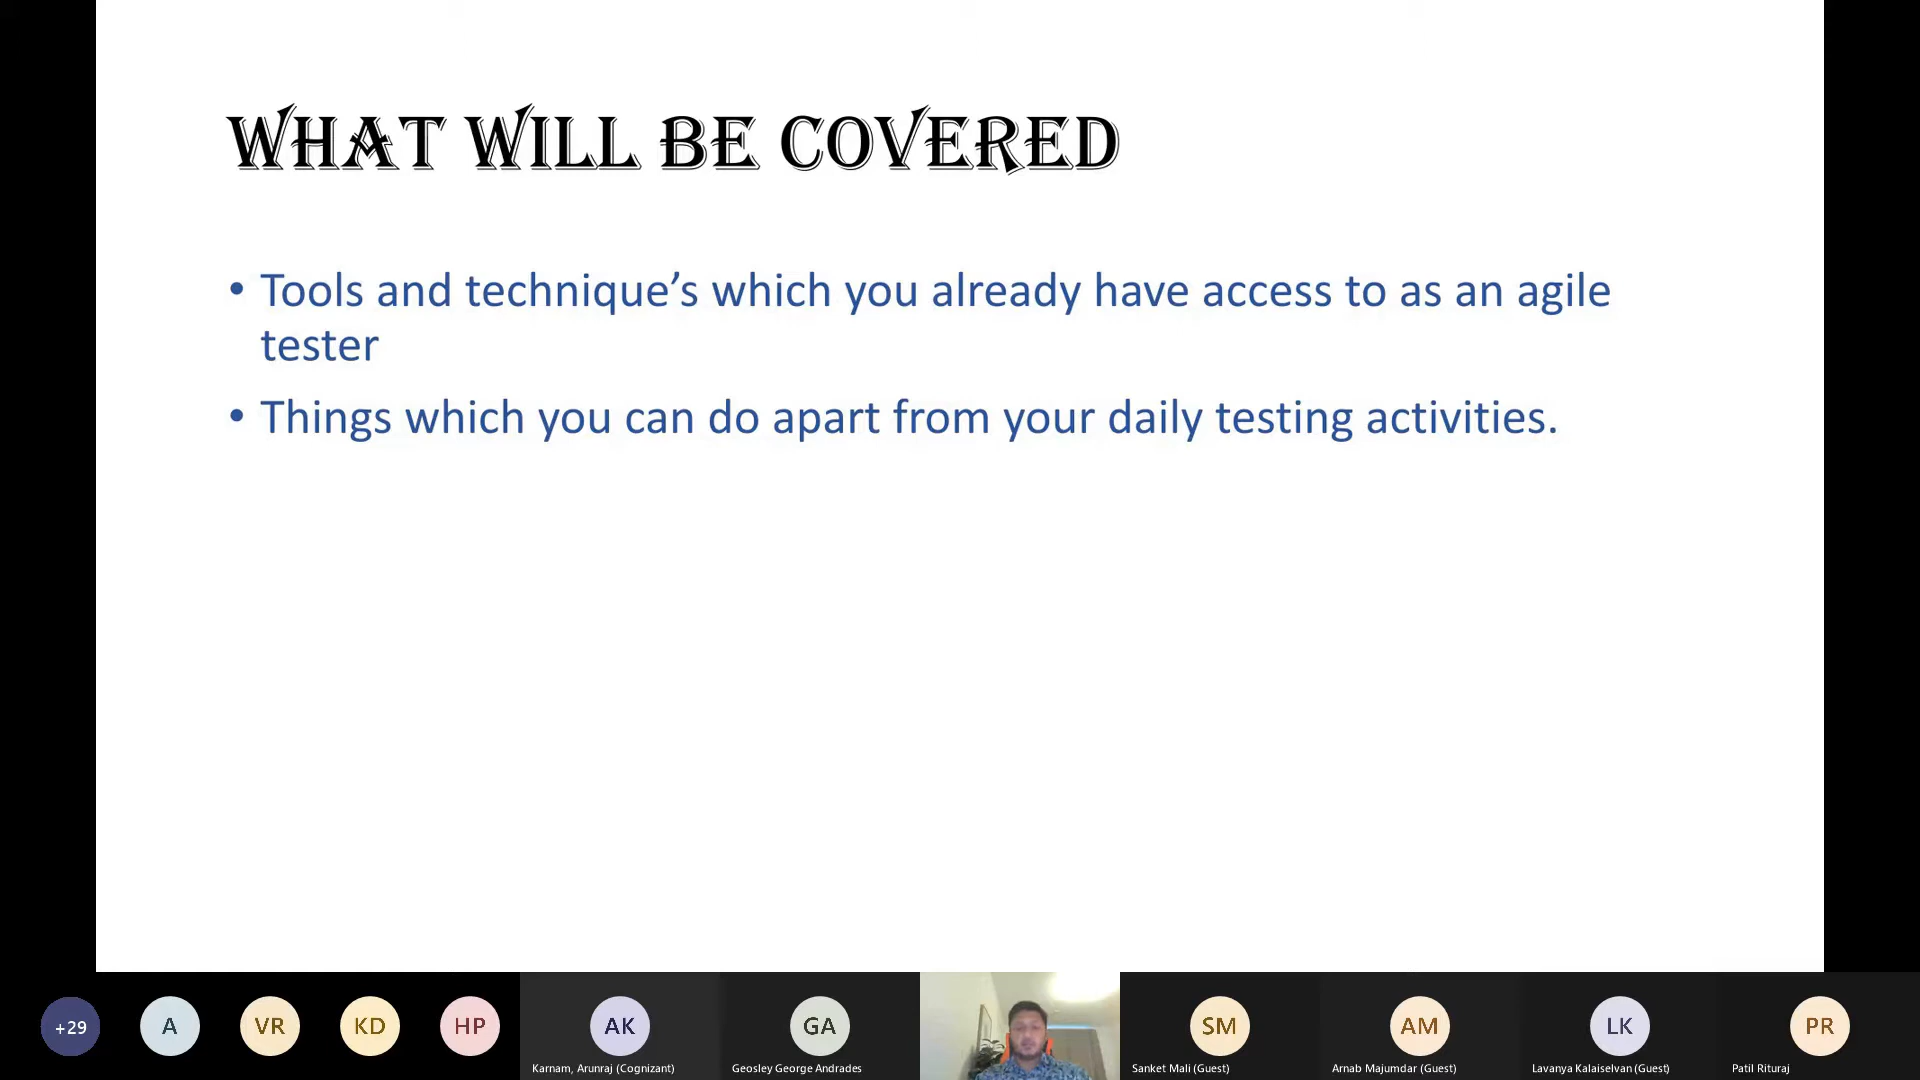 WHAT WILL BE COVERED
• Tools and technique’s which you already have access to as an agile
tester
• Things which you can do apart from your daily testing activities.
+29
A
VR
KD
HP
AK
GA
SM
AM
LK
PR
Karnam, Arunraj (Cognizant)
Geosley George Andrades
Sanket Mali (Guest)
Arnab Majumdar (Guest)
Lavanya Kalaiselvan (Guest)
Patil Rituraj